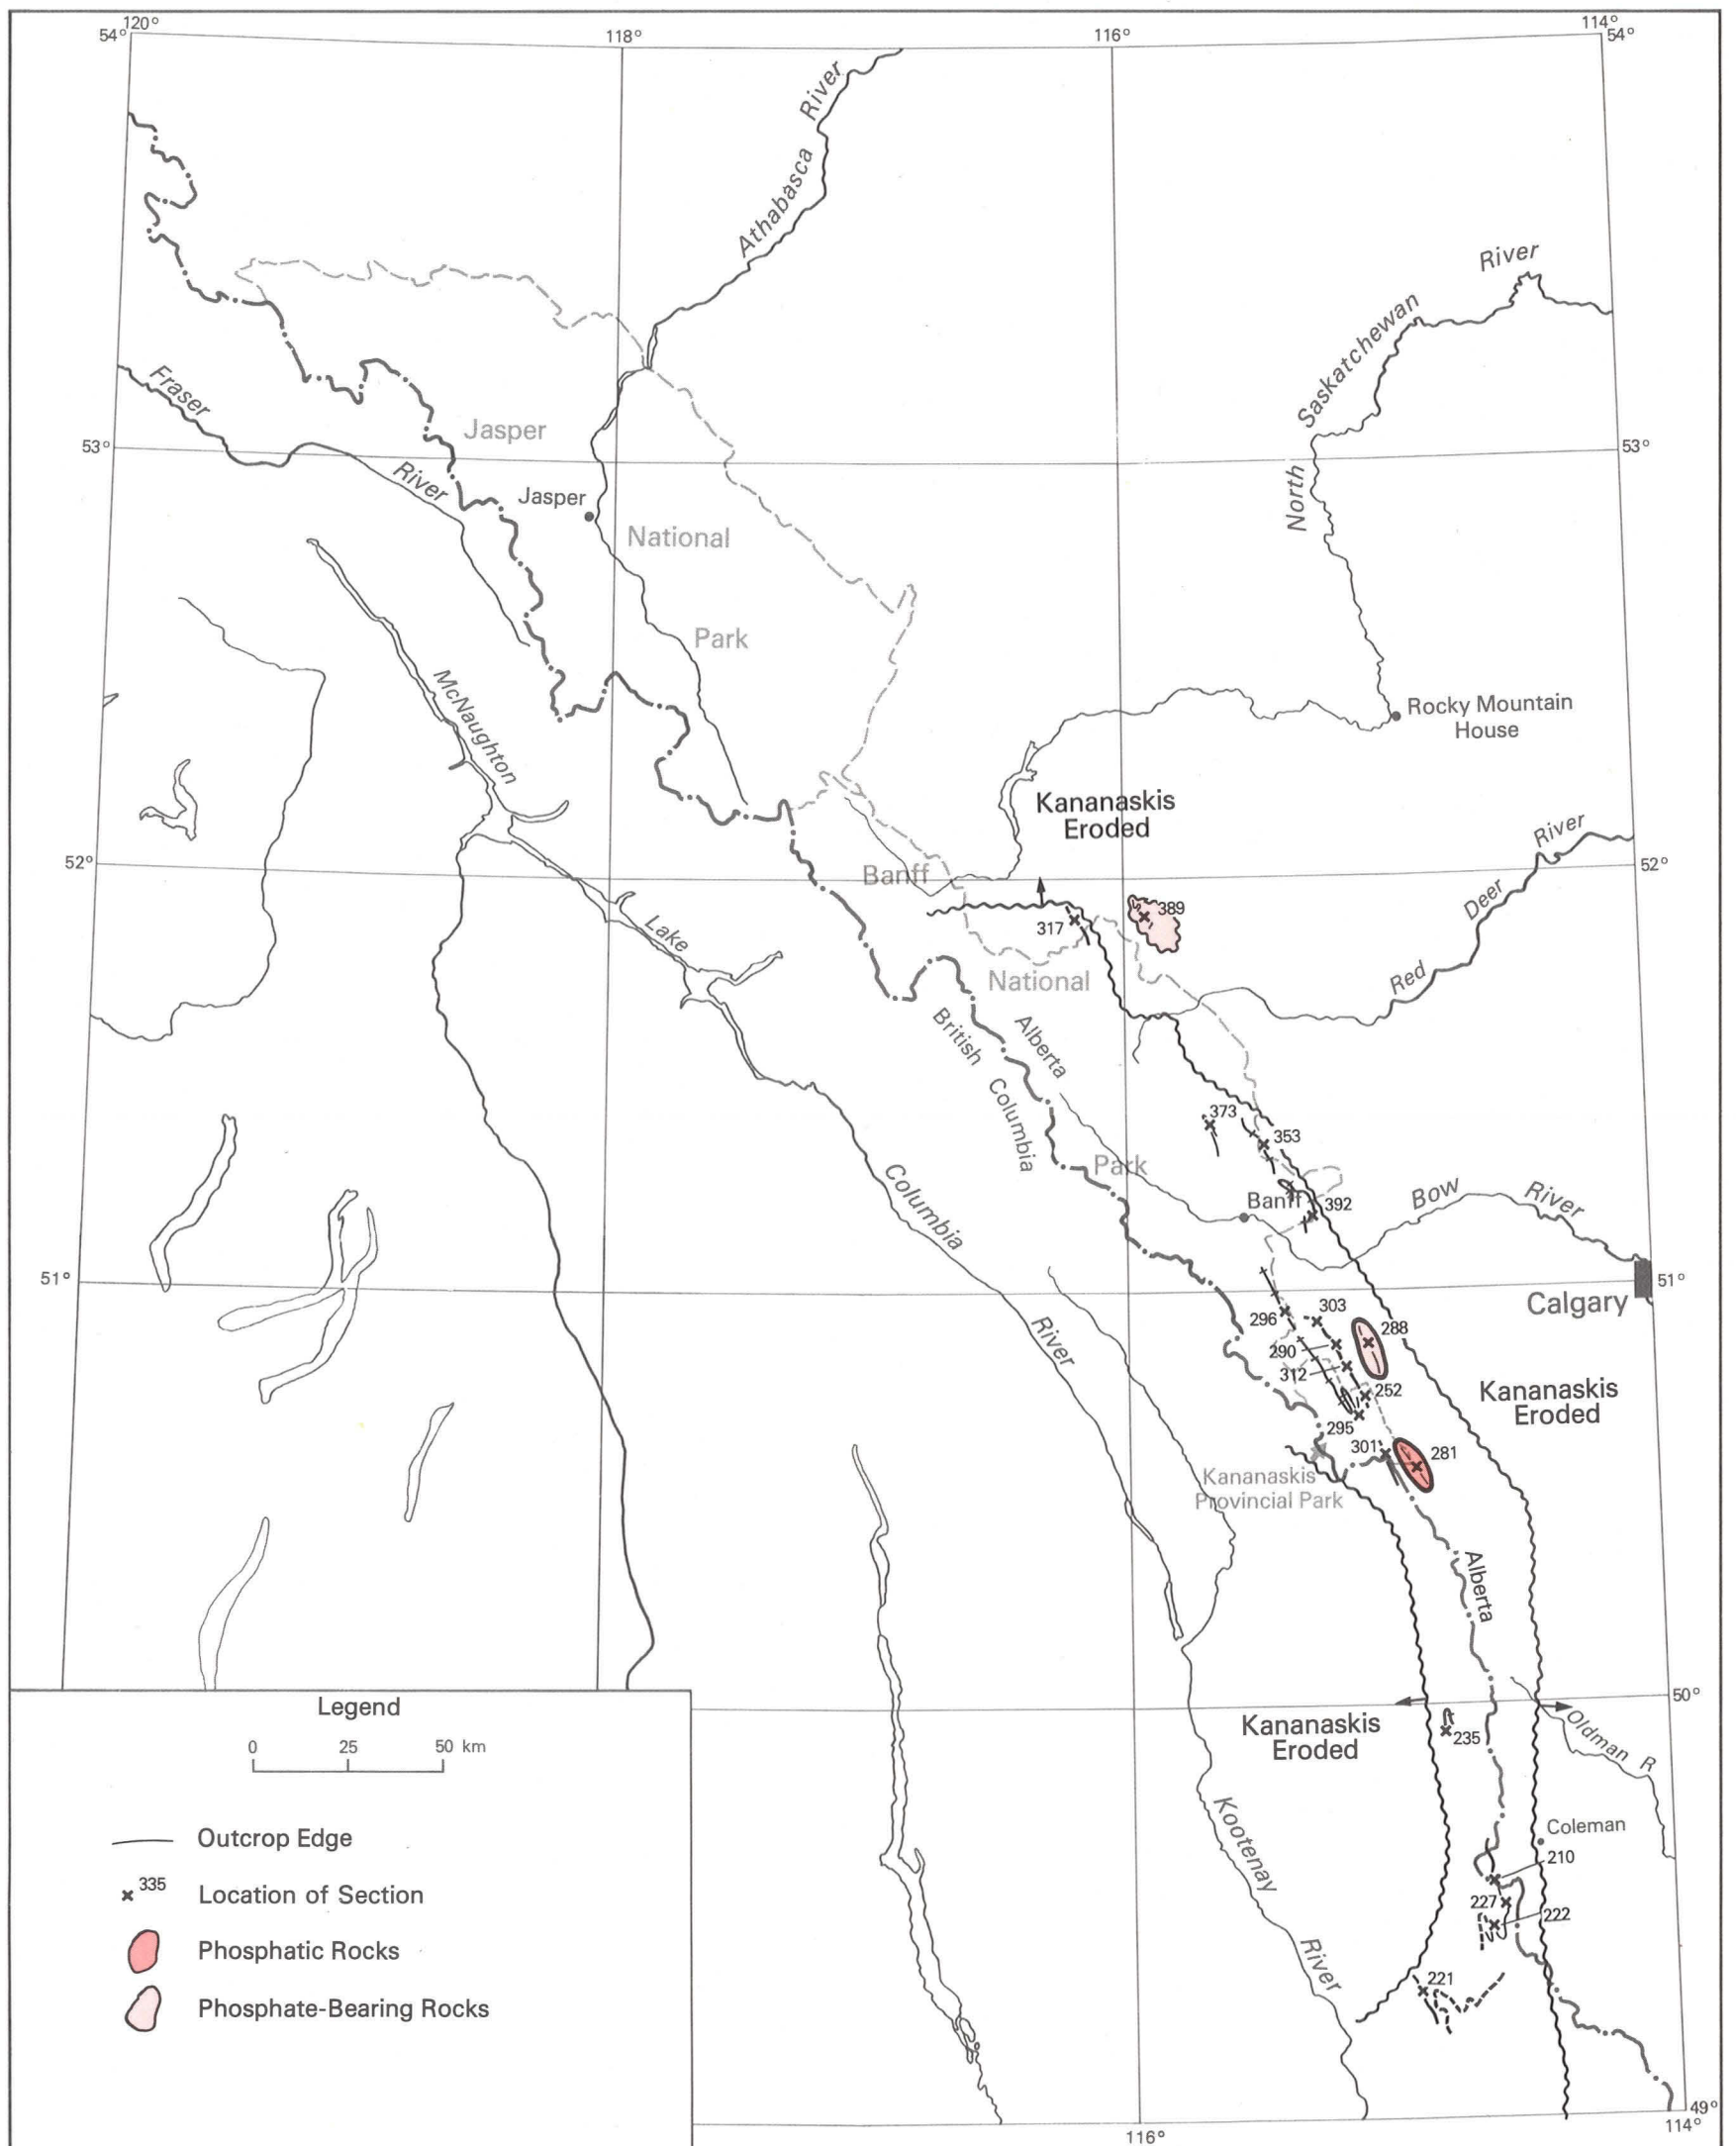 120°
118°
116°
114°
54°
54°
Athabasca River
North Saskatchewan River
Fraser River
Jasper
National
Park
53°
53°
Jasper
McNaughton
Lake
Rocky Mountain
House
Kananaskis
Eroded
52°
52°
Red Deer River
Banff
National
Park
389
317
British Columbia
Alberta
373
353
Banff
392
Bow River
Columbia River
51°
51°
Calgary
303
296
288
290
312
252
295
301
281
Kananaskis
Eroded
Kananaskis
Provincial Park
Alberta
50°
Kananaskis
Eroded
235
Oldman R
Kootenay River
Coleman
210
227
222
221
49°
116°
114°
Legend
0 25 50 km
Outcrop Edge
335 Location of Section
Phosphatic Rocks
Phosphate-Bearing Rocks